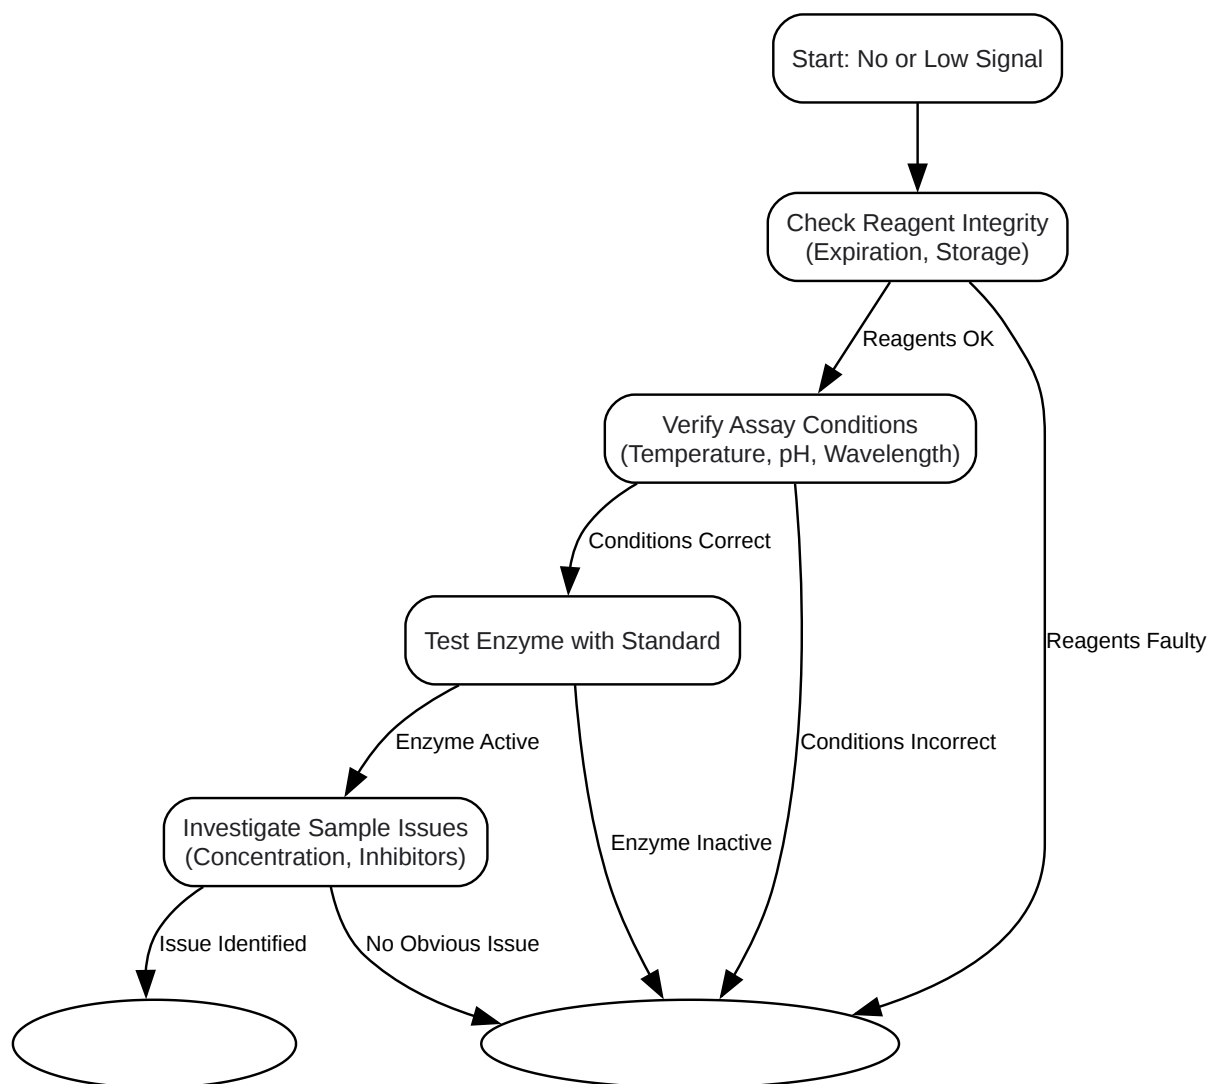 Start: No or Low Signal
Check Reagent Integrity
(Expiration, Storage)
Reagents OK
Verify Assay Conditions
(Temperature, pH, Wavelength)
Conditions Correct
Test Enzyme with Standard
Reagents Faulty
Enzyme Active
Conditions Incorrect
Investigate Sample Issues
(Concentration, Inhibitors)
Enzyme Inactive
Issue Identified
No Obvious Issue